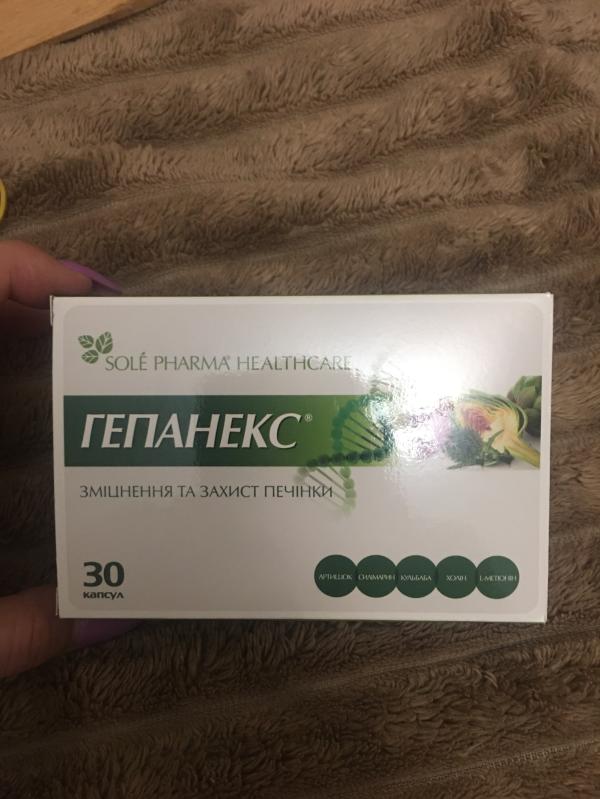 SOLÉ PHARMA® HEALTHCARE
ГЕПАНЕКС®
ЗМІЦНЕННЯ ТА ЗАХИСТ ПЕЧІНКИ
30
капсул
АРТИШОК СИЛІМАРИН КУЛЬБАБА ХОЛІН L-МЕТІОНІН